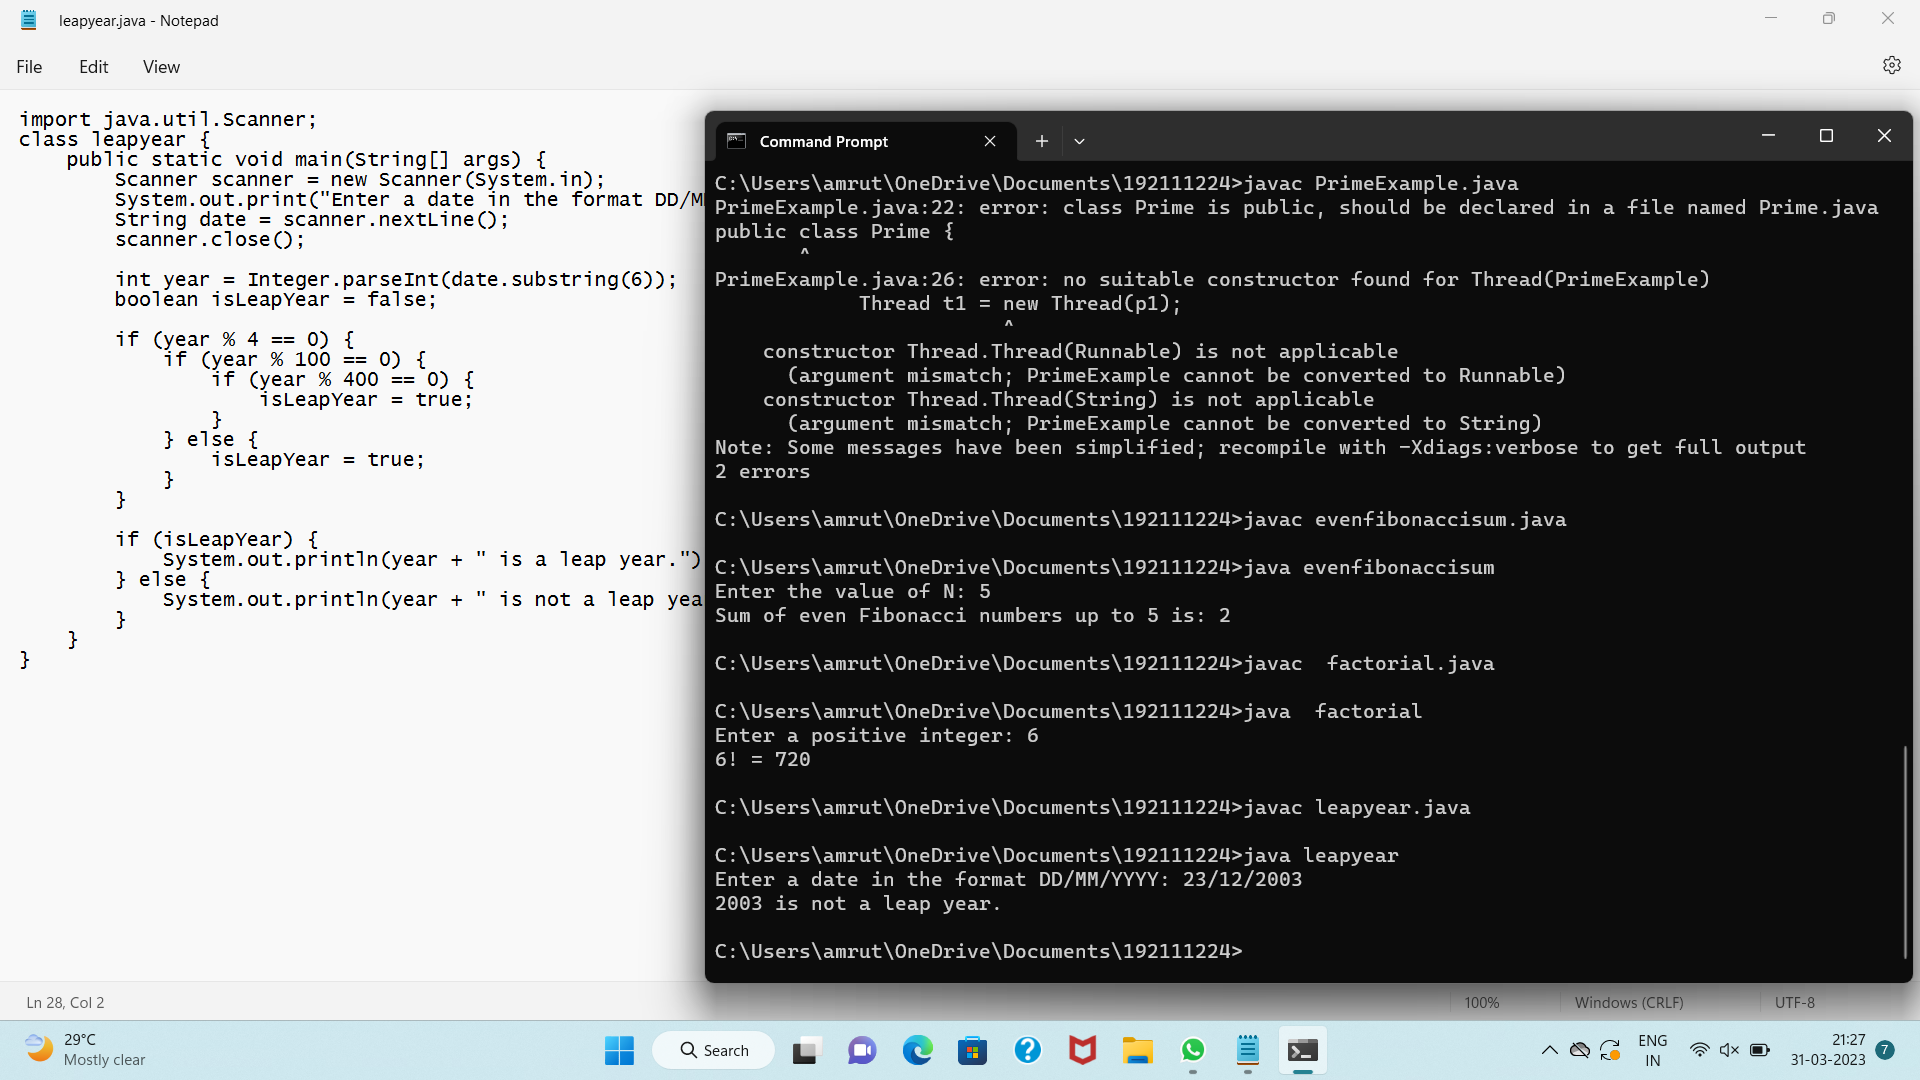 leapyear.java - Notepad
File Edit View
import java.util.Scanner;
class leapyear {
    public static void main(String[] args) {
        Scanner scanner = new Scanner(System.in);
        System.out.print("Enter a date in the format DD/M
        String date = scanner.nextLine();
        scanner.close();
        int year = Integer.parseInt(date.substring(6));
        boolean isLeapYear = false;
        if (year % 4 == 0) {
            if (year % 100 == 0) {
                if (year % 400 == 0) {
                    isLeapYear = true;
                }
            } else {
                isLeapYear = true;
            }
        }
        if (isLeapYear) {
            System.out.println(year + " is a leap year.")
        } else {
            System.out.println(year + " is not a leap yea
        }
    }
}
Command Prompt
C:\Users\amrut\OneDrive\Documents\192111224>javac PrimeExample.java
PrimeExample.java:22: error: class Prime is public, should be declared in a file named Prime.java
public class Prime {
       ^
PrimeExample.java:26: error: no suitable constructor found for Thread(PrimeExample)
            Thread t1 = new Thread(p1);
                        ^
    constructor Thread.Thread(Runnable) is not applicable
      (argument mismatch; PrimeExample cannot be converted to Runnable)
    constructor Thread.Thread(String) is not applicable
      (argument mismatch; PrimeExample cannot be converted to String)
Note: Some messages have been simplified; recompile with -Xdiags:verbose to get full output
2 errors
C:\Users\amrut\OneDrive\Documents\192111224>javac evenfibonaccisum.java
C:\Users\amrut\OneDrive\Documents\192111224>java evenfibonaccisum
Enter the value of N: 5
Sum of even Fibonacci numbers up to 5 is: 2
C:\Users\amrut\OneDrive\Documents\192111224>javac  factorial.java
C:\Users\amrut\OneDrive\Documents\192111224>java  factorial
Enter a positive integer: 6
6! = 720
C:\Users\amrut\OneDrive\Documents\192111224>javac leapyear.java
C:\Users\amrut\OneDrive\Documents\192111224>java leapyear
Enter a date in the format DD/MM/YYYY: 23/12/2003
2003 is not a leap year.
C:\Users\amrut\OneDrive\Documents\192111224>
Ln 28, Col 2 100% Windows (CRLF) UTF-8
29°C
Mostly clear
Search
ENG
IN
21:27
31-03-2023
7